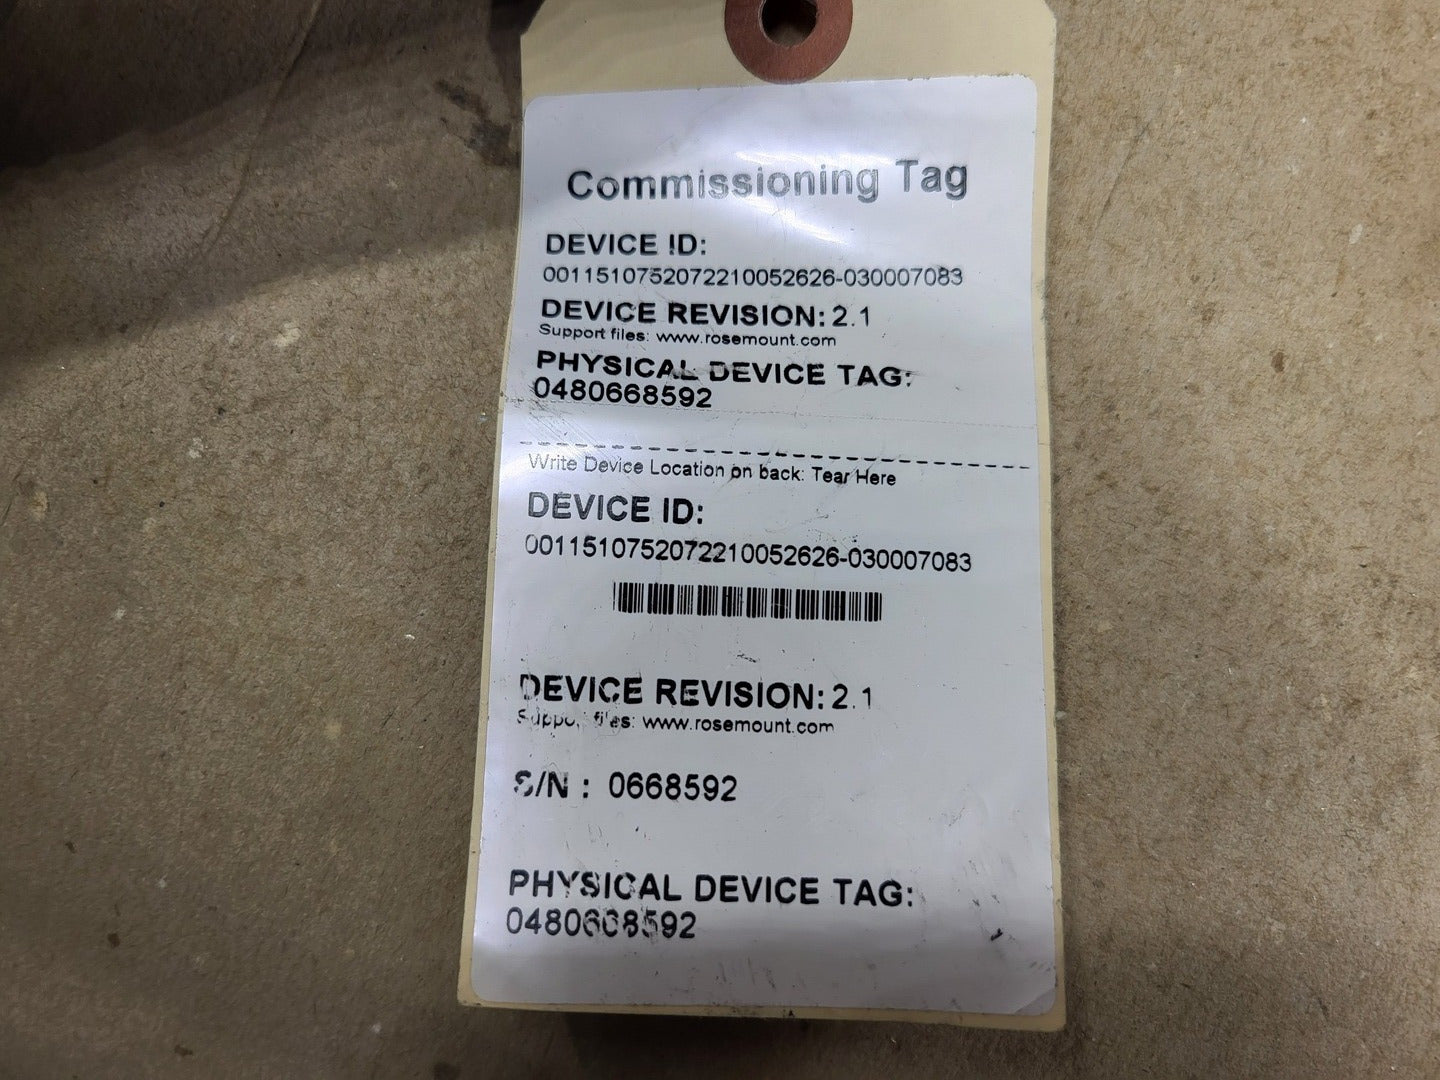 Commissioning Tag
DEVICE ID:
0011510752072210052626-030007083
DEVICE REVISION: 2.1
Support files: www.rosemount.com
PHYSICAL DEVICE TAG:
0480668592
Write Device Location on back: Tear Here
DEVICE ID:
0011510752072210052626-030007083
DEVICE REVISION: 2.1
Support files: www.rosemount.com
S/N : 0668592
PHYSICAL DEVICE TAG:
0480668592